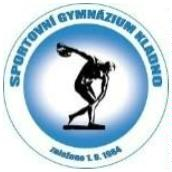 SPORTOVNÍ GYMNÁZIUM KLADNO
založeno 1. 9. 1984